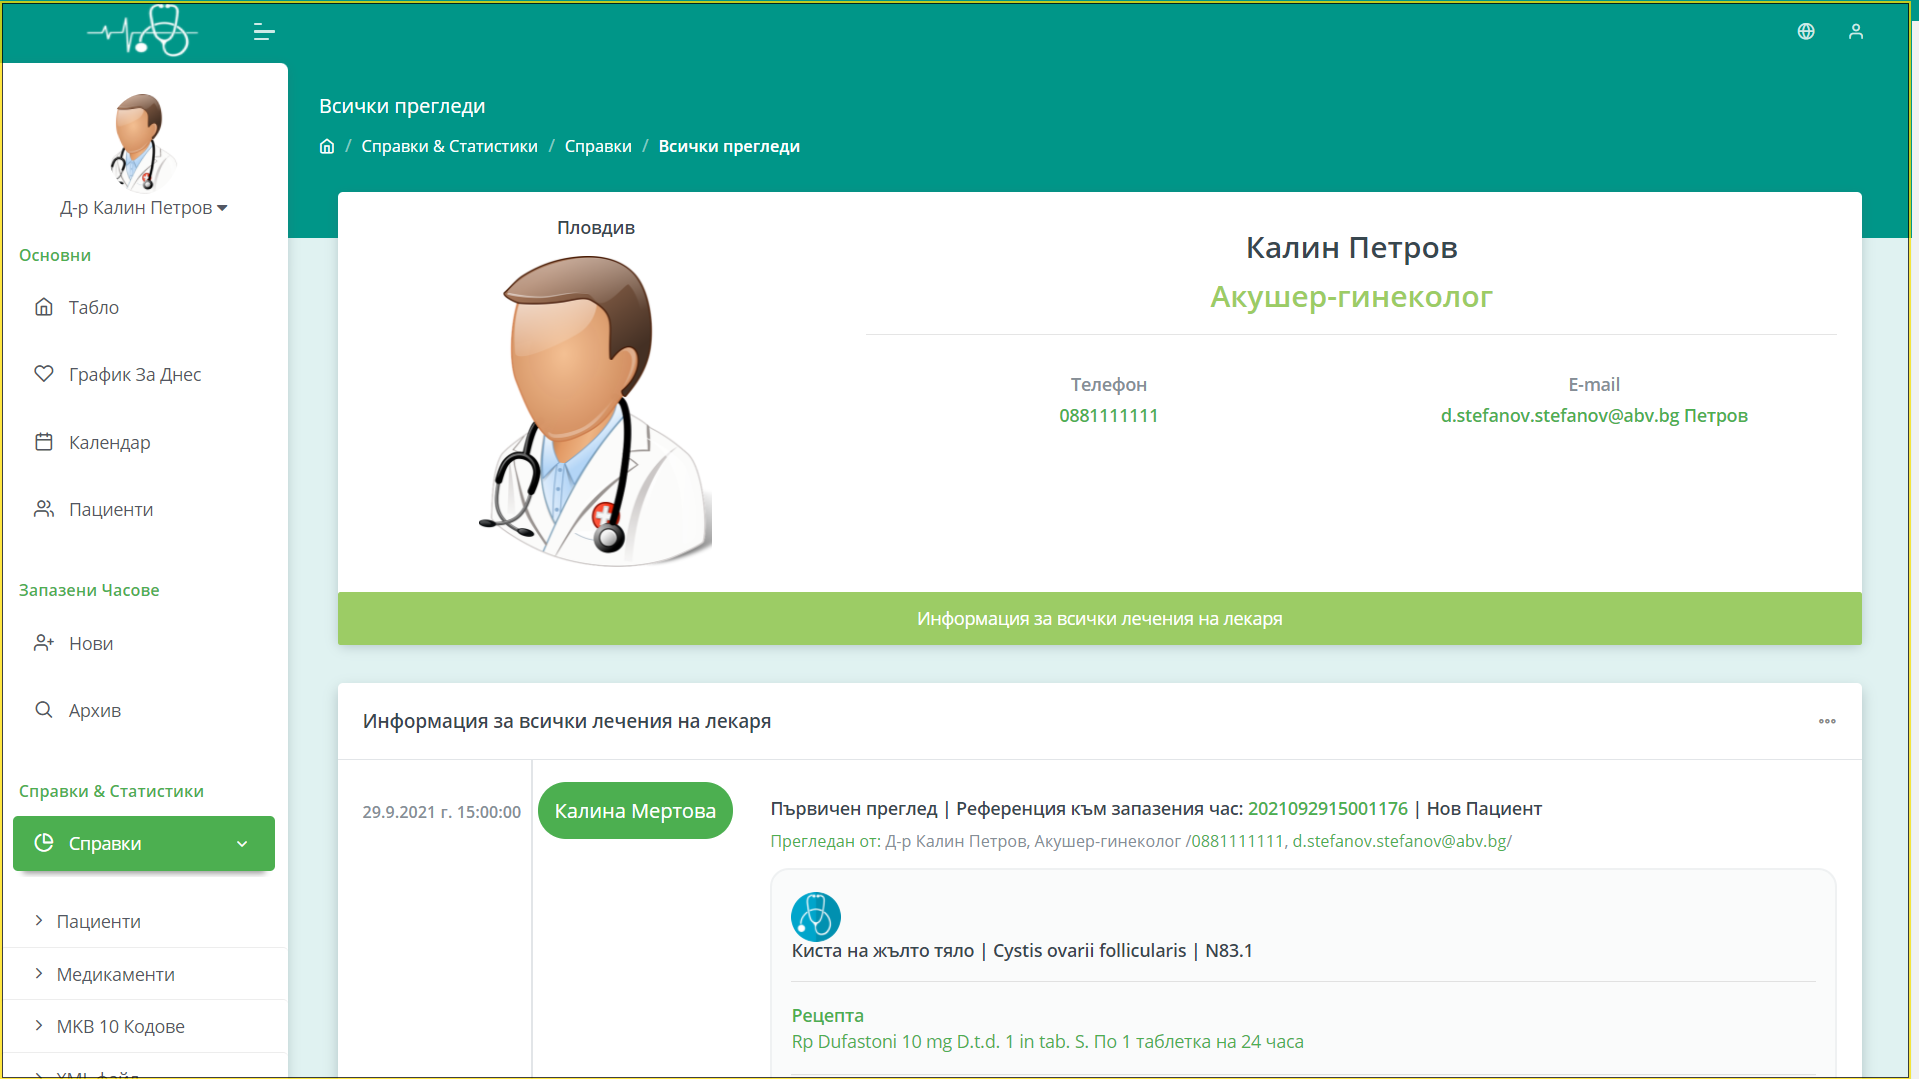 Всички прегледи
/ Справки & Статистики / Справки / Всички прегледи
Д-р Калин Петров
Основни
Табло
График За Днес
Календар
Пациенти
Запазени Часове
Нови
Архив
Справки & Статистики
Справки
Пациенти
Медикаменти
МКВ 10 Кодове
XML файл
Пловдив
Калин Петров
Акушер-гинеколог
Телефон
0881111111
E-mail
d.stefanov.stefanov@abv.bg Петров
Информация за всички лечения на лекаря
Информация за всички лечения на лекаря
29.9.2021 г. 15:00:00
Калина Мертова
Първичен преглед | Референция към запазения час: 2021092915001176 | Нов Пациент
Прегледан от: Д-р Калин Петров, Акушер-гинеколог /0881111111, d.stefanov.stefanov@abv.bg/
Киста на жълто тяло | Cystis ovarii follicularis | N83.1
Рецепта
Rp Dufastoni 10 mg D.t.d. 1 in tab. S. По 1 таблетка на 24 часа